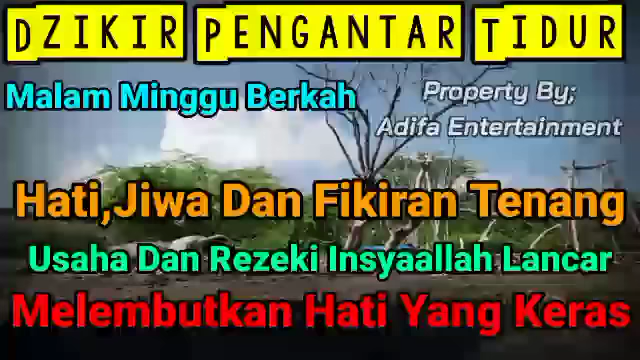 Dzikir Pengantar Tidur
Malam Minggu Berkah
Property By;
Adifa Entertainment
Hati,Jiwa Dan Fikiran Tenang
Usaha Dan Rezeki Insyaallah Lancar
Melembutkan Hati Yang Keras